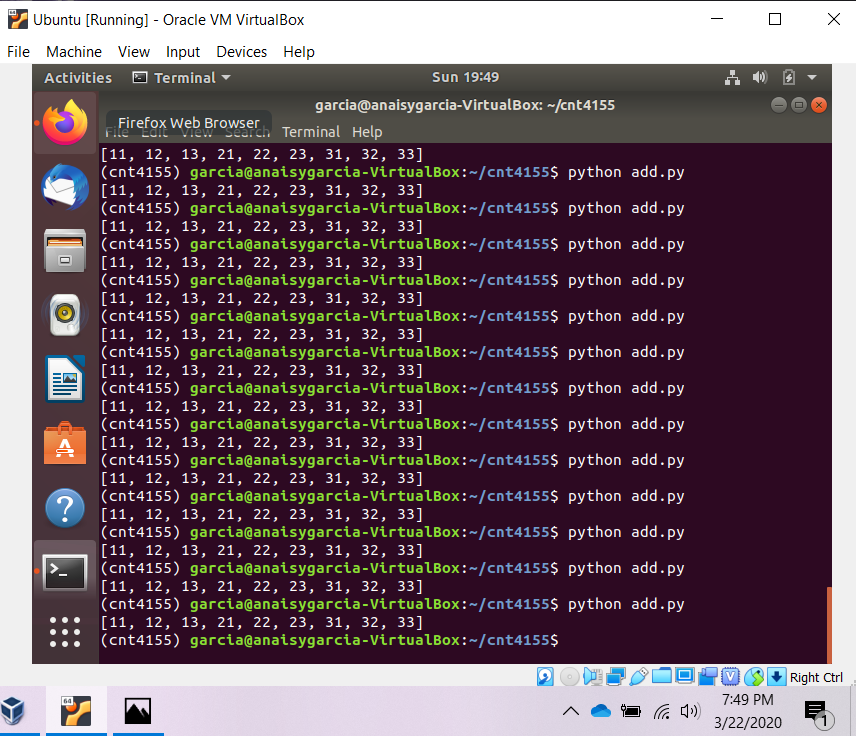 Ubuntu [Running] - Oracle VM VirtualBox
File Machine View Input Devices Help
Activities Terminal Sun 19:49
garcia@anaisygarcia-VirtualBox: ~/cnt4155
Firefox Web Browser
File Edit View Search Terminal Help
[11, 12, 13, 21, 22, 23, 31, 32, 33]
(cnt4155) garcia@anaisygarcia-VirtualBox:~/cnt4155$ python add.py
[11, 12, 13, 21, 22, 23, 31, 32, 33]
(cnt4155) garcia@anaisygarcia-VirtualBox:~/cnt4155$ python add.py
[11, 12, 13, 21, 22, 23, 31, 32, 33]
(cnt4155) garcia@anaisygarcia-VirtualBox:~/cnt4155$ python add.py
[11, 12, 13, 21, 22, 23, 31, 32, 33]
(cnt4155) garcia@anaisygarcia-VirtualBox:~/cnt4155$ python add.py
[11, 12, 13, 21, 22, 23, 31, 32, 33]
(cnt4155) garcia@anaisygarcia-VirtualBox:~/cnt4155$ python add.py
[11, 12, 13, 21, 22, 23, 31, 32, 33]
(cnt4155) garcia@anaisygarcia-VirtualBox:~/cnt4155$ python add.py
[11, 12, 13, 21, 22, 23, 31, 32, 33]
(cnt4155) garcia@anaisygarcia-VirtualBox:~/cnt4155$ python add.py
[11, 12, 13, 21, 22, 23, 31, 32, 33]
(cnt4155) garcia@anaisygarcia-VirtualBox:~/cnt4155$ python add.py
[11, 12, 13, 21, 22, 23, 31, 32, 33]
(cnt4155) garcia@anaisygarcia-VirtualBox:~/cnt4155$ python add.py
[11, 12, 13, 21, 22, 23, 31, 32, 33]
(cnt4155) garcia@anaisygarcia-VirtualBox:~/cnt4155$ python add.py
[11, 12, 13, 21, 22, 23, 31, 32, 33]
(cnt4155) garcia@anaisygarcia-VirtualBox:~/cnt4155$ python add.py
[11, 12, 13, 21, 22, 23, 31, 32, 33]
(cnt4155) garcia@anaisygarcia-VirtualBox:~/cnt4155$ python add.py
[11, 12, 13, 21, 22, 23, 31, 32, 33]
(cnt4155) garcia@anaisygarcia-VirtualBox:~/cnt4155$ python add.py
[11, 12, 13, 21, 22, 23, 31, 32, 33]
(cnt4155) garcia@anaisygarcia-VirtualBox:~/cnt4155$
Right Ctrl
64
7:49 PM
3/22/2020
1